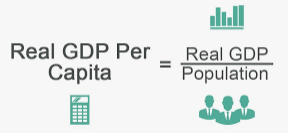 Real GDP Per
Capita
=
Real GDP
Population